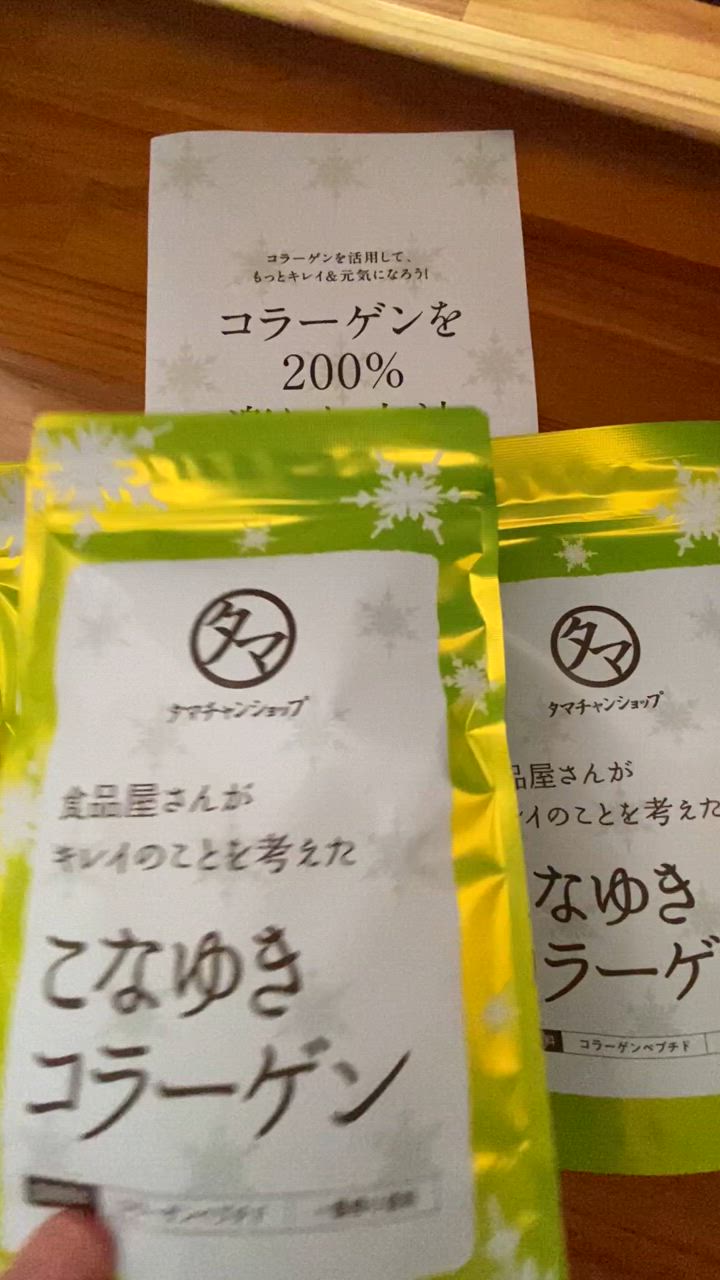 コラーゲンを活用して、
もっとキレイ&元気になろう!
コラーゲンを
200%
タマ
タマチャンショップ
食品屋さんが
キレイのことを考えた
こなゆき
コラーゲン
タマ
タマチャンショップ
品屋さんが
イのことを考えた
なゆき
ラーゲ
コラーゲンペプチド